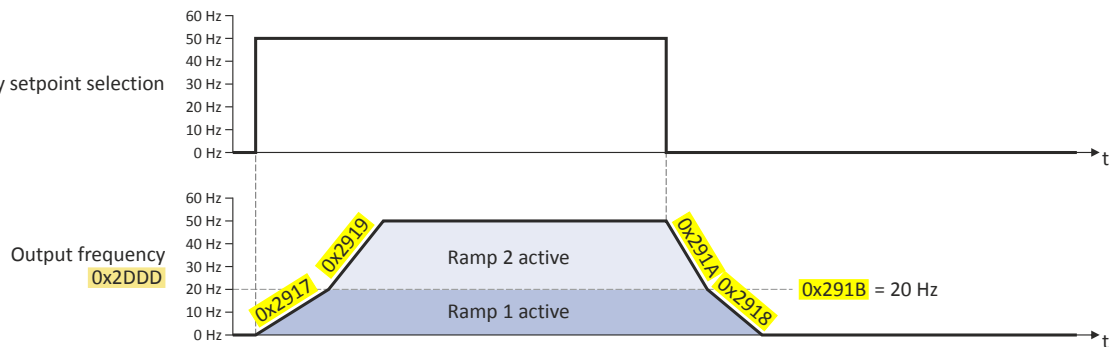 60 Hz
50 Hz
40 Hz
30 Hz
20 Hz
10 Hz
0 Hz
y setpoint selection
t
60 Hz
50 Hz
40 Hz
30 Hz
20 Hz
10 Hz
0 Hz
Output frequency
0x2DDD
0x2917
0x2919
Ramp 2 active
Ramp 1 active
0x291A
0x2918
0x291B = 20 Hz
t